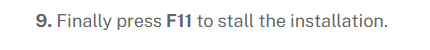 9. Finally press F11 to stall the installation.